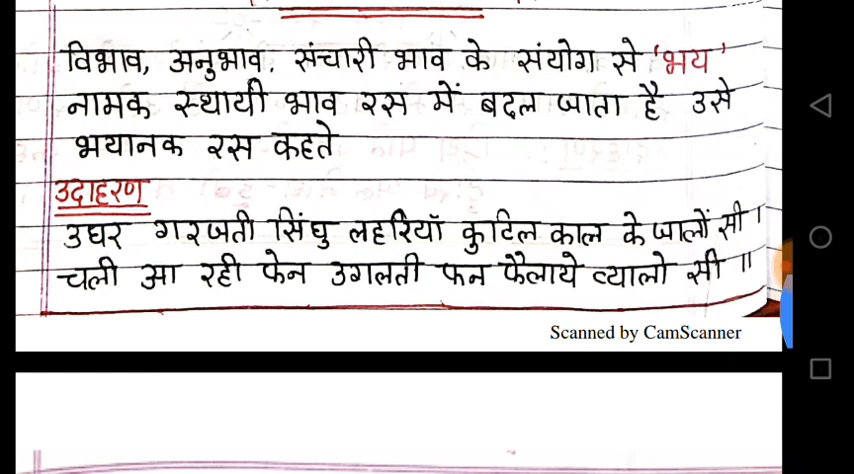 विभाव, अनुभाव, संचारी भाव के संयोग से 'भय'
नामक स्थायी भाव रस में बदल जाता है उसे
भयानक रस कहते
उदाहरण
उधर गरजती सिंधु लहरियाँ कुटिल काल के जालों सी ।
चली आ रही फेन उगलती फन फैलाये व्यालो सी ॥
Scanned by CamScanner